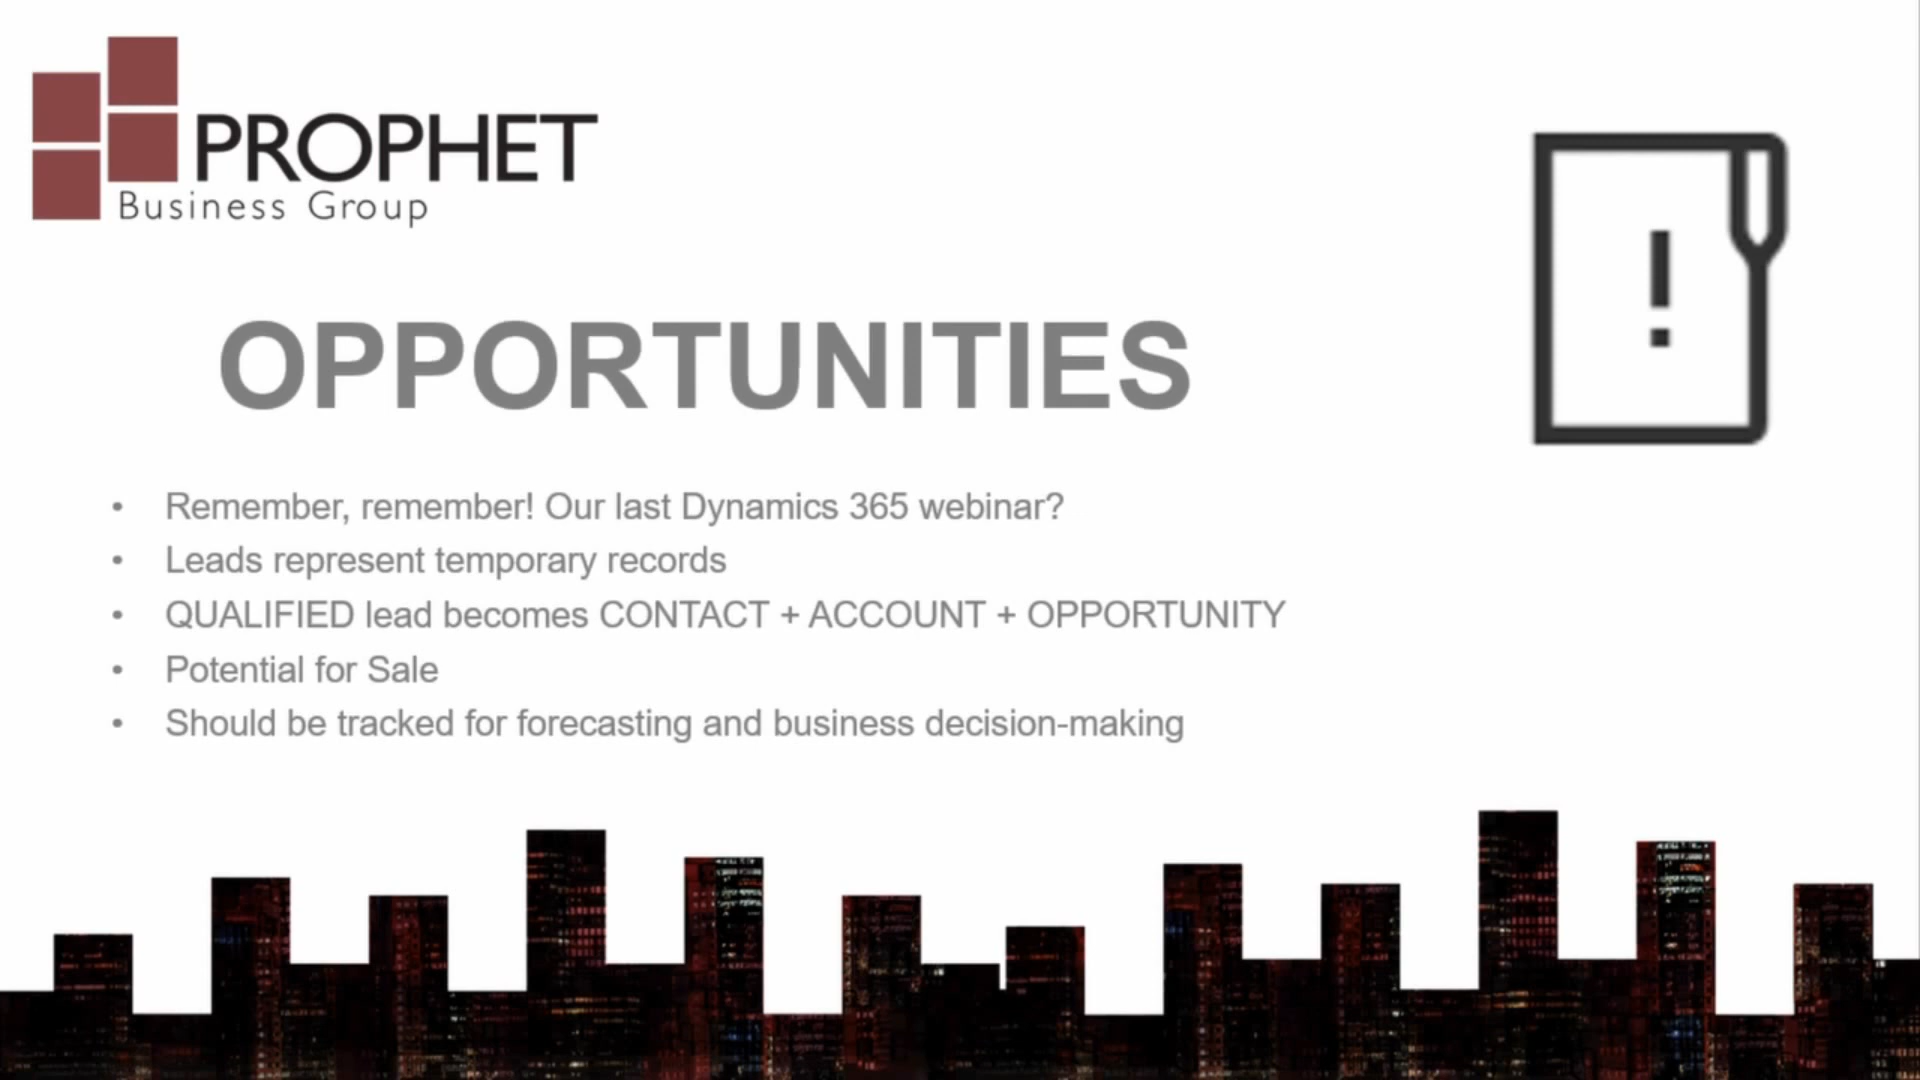 PROPHET
Business Group
OPPORTUNITIES
• Remember, remember! Our last Dynamics 365 webinar?
• Leads represent temporary records
• QUALIFIED lead becomes CONTACT + ACCOUNT + OPPORTUNITY
• Potential for Sale
• Should be tracked for forecasting and business decision-making